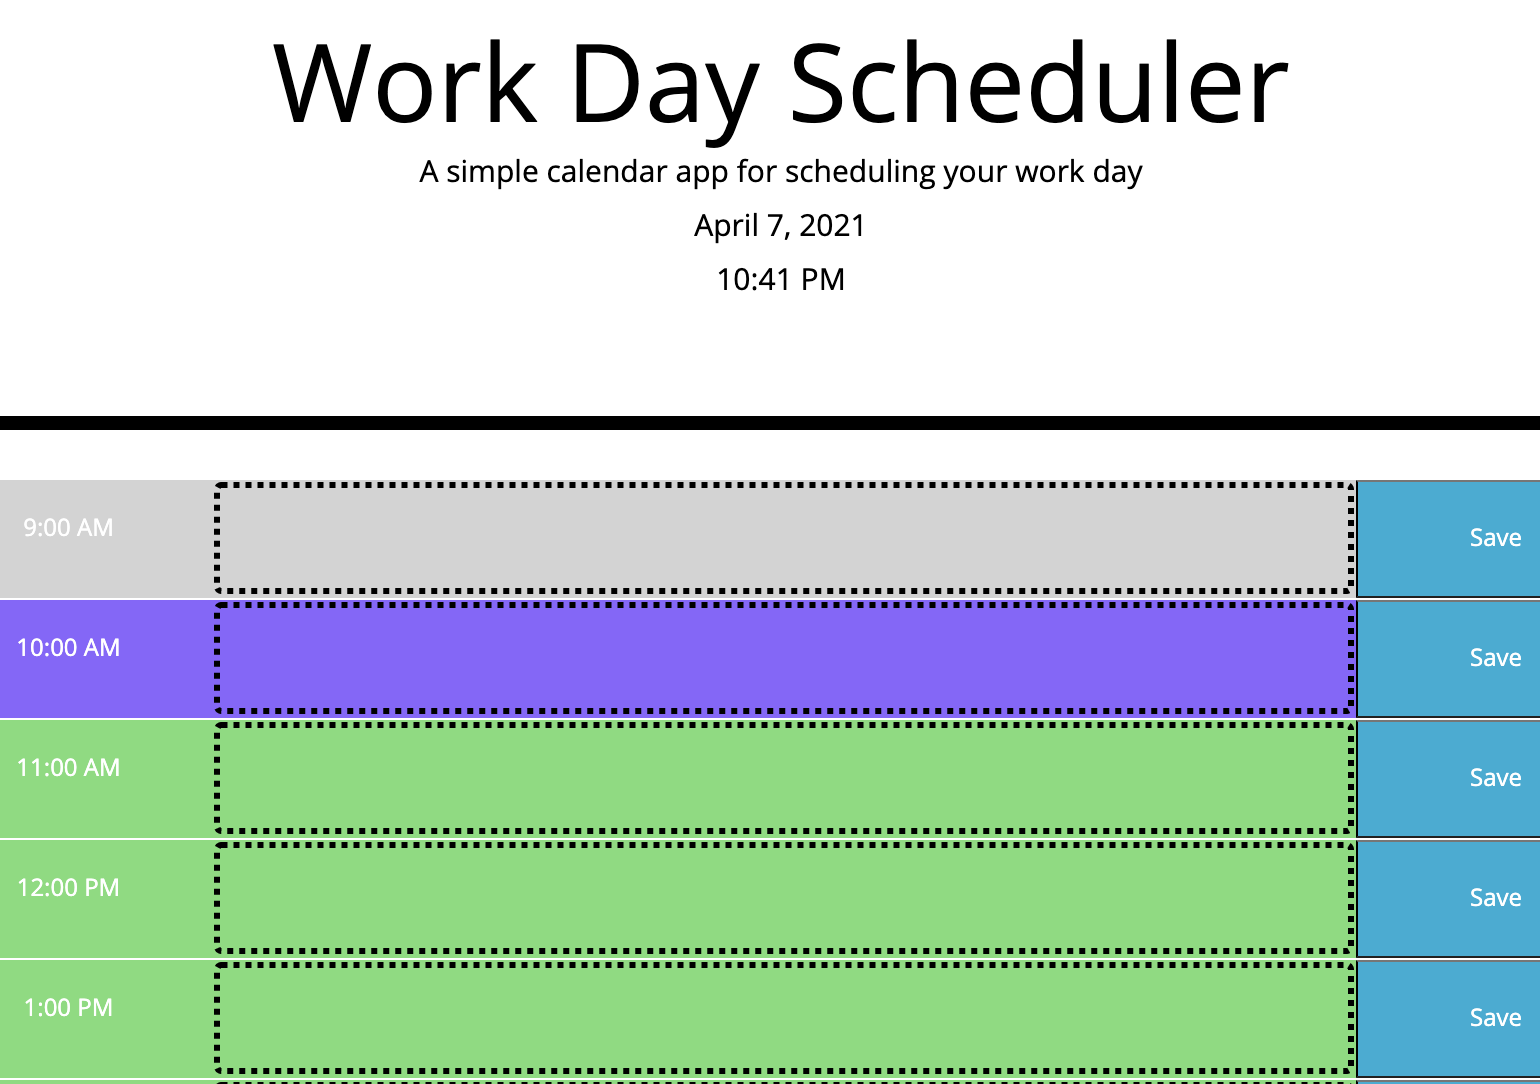 Work Day Scheduler
A simple calendar app for scheduling your work day
April 7, 2021
10:41 PM
9:00 AM
Save
10:00 AM
Save
11:00 AM
Save
12:00 PM
Save
1:00 PM
Save